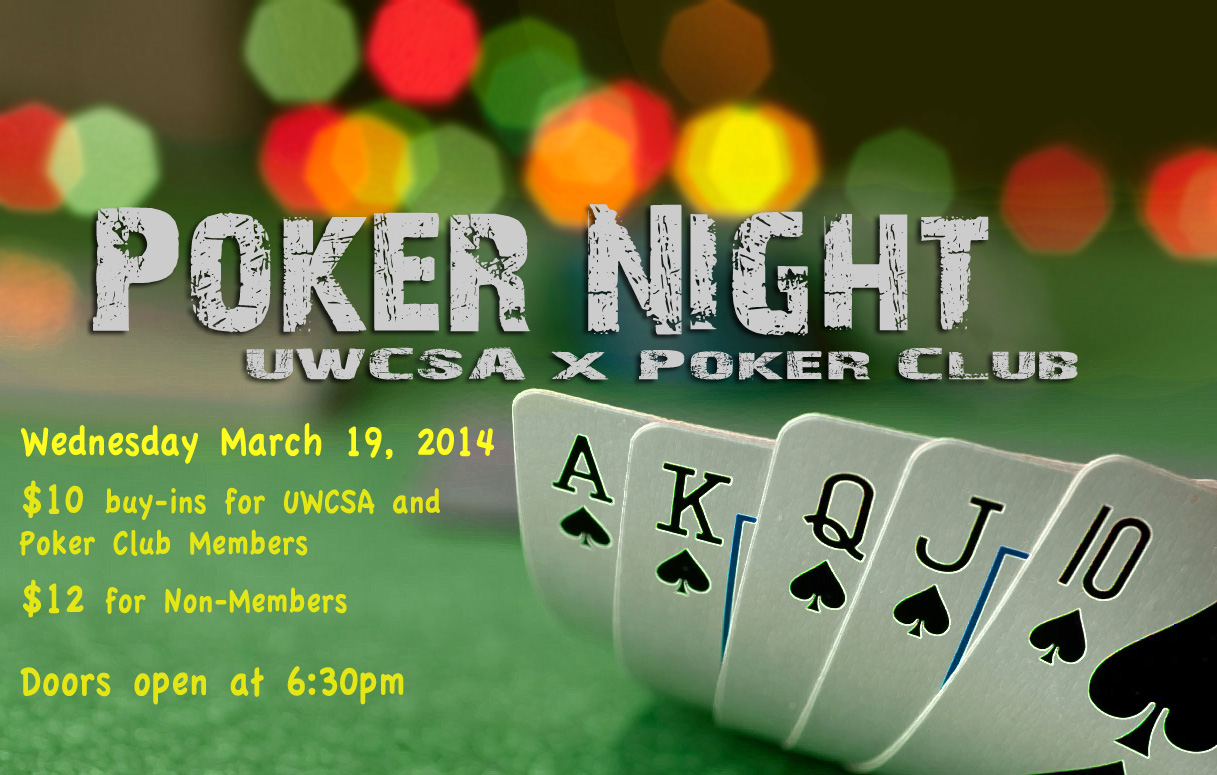 Poker Night
UWCSA x Poker Club
Wednesday March 19, 2014
$10 buy-ins for UWCSA and
Poker Club Members
$12 for Non-Members
Doors open at 6:30pm
A K Q J 10